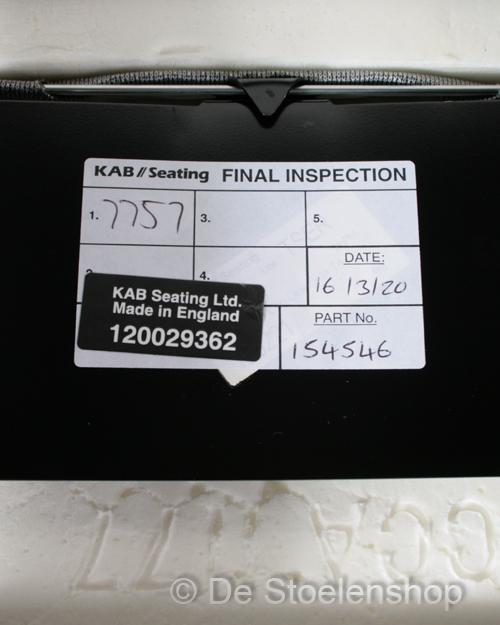 KAB//Seating FINAL INSPECTION
1. 7757
3.
5.
4.
DATE:
16/3/20
KAB Seating Ltd.
Made in England
120029362
PART No.
154546
© De Stoelenshop